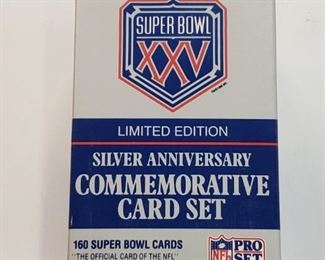 SUPER BOWL
XXV
LIMITED EDITION
SILVER ANNIVERSARY
COMMEMORATIVE
CARD SET
160 SUPER BOWL CARDS
"THE OFFICIAL CARD OF THE NFL"
NFL PRO
SET